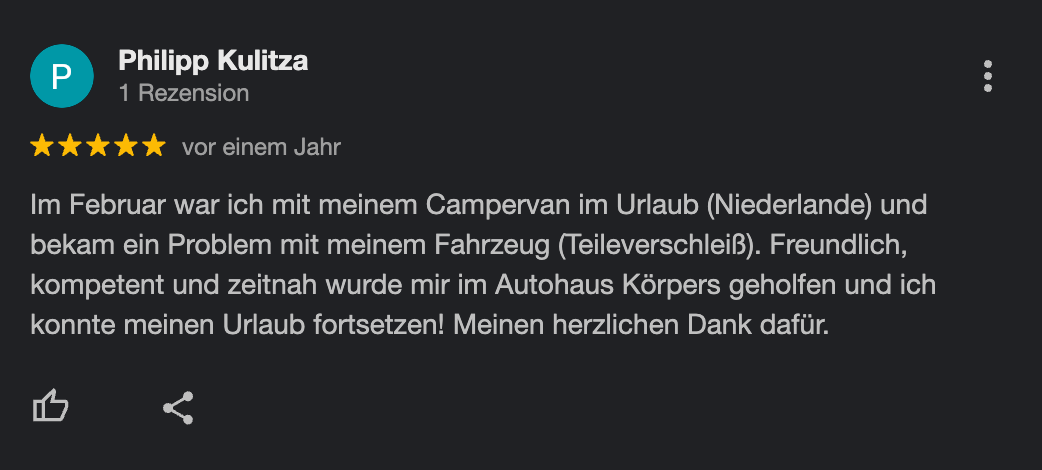 P
Philipp Kulitza
1 Rezension
vor einem Jahr
Im Februar war ich mit meinem Campervan im Urlaub (Niederlande) und
bekam ein Problem mit meinem Fahrzeug (Teileverschleiß). Freundlich,
kompetent und zeitnah wurde mir im Autohaus Körpers geholfen und ich
konnte meinen Urlaub fortsetzen! Meinen herzlichen Dank dafür.